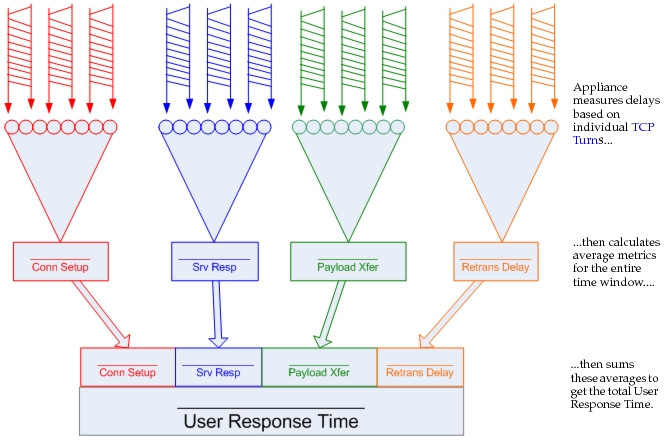 Appliance
measures delays
based on
individual TCP
Turns...
Conn Setup
Srv Resp
Payload Xfer
Retrans Delay
...then calculates
average metrics
for the entire
time window....
Conn Setup
Srv Resp
Payload Xfer
Retrans Delay
...then sums
these averages to
get the total User
Response Time.
User Response Time